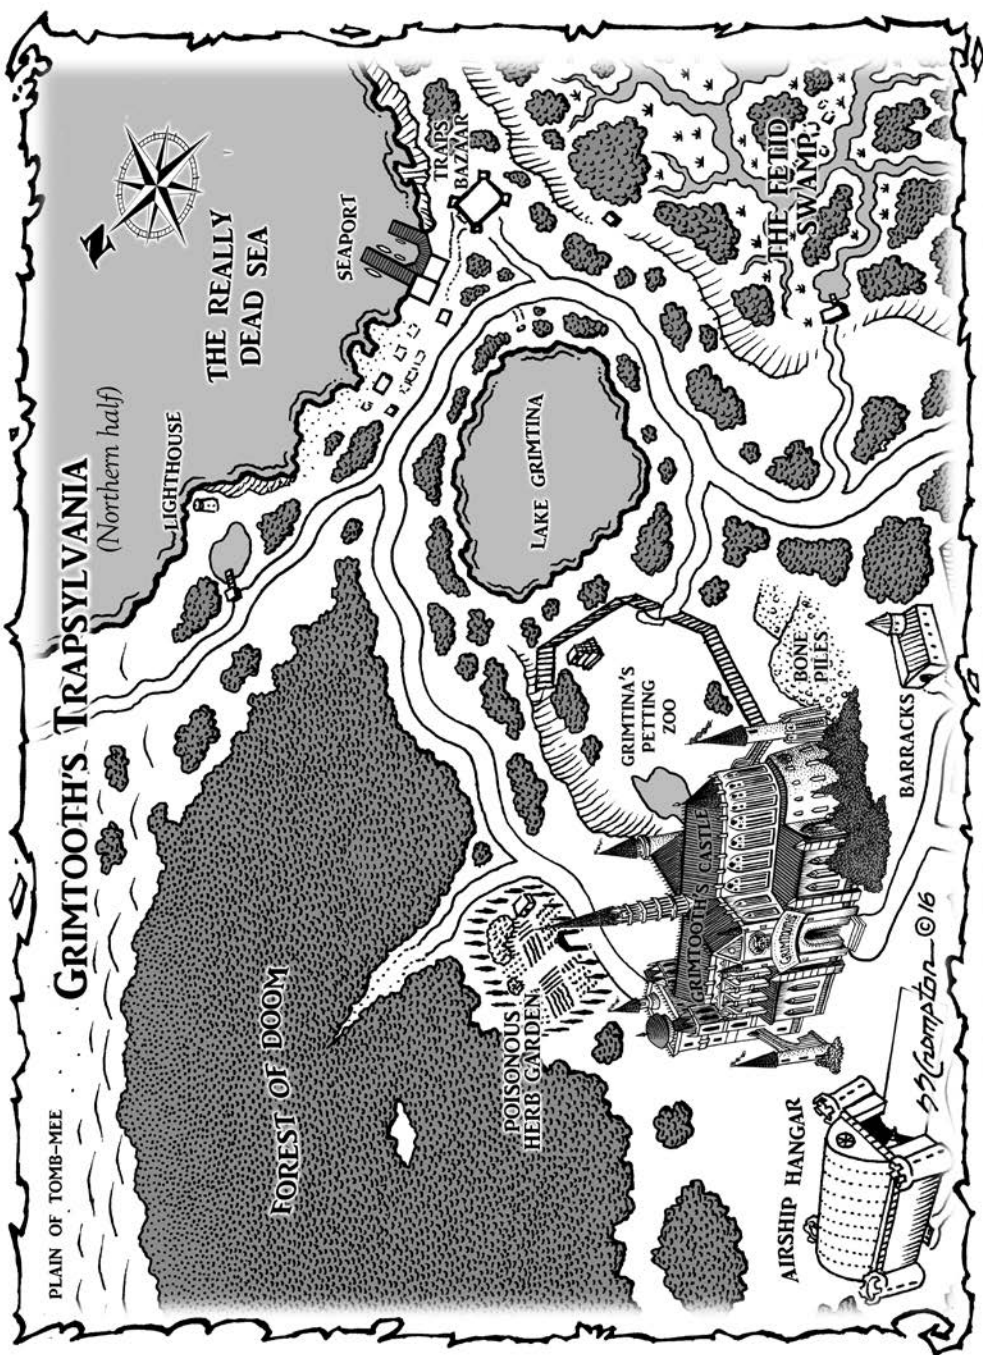 GRIMTOOTH'S TRAPSYLVANIA
(Northern half)
PLAIN OF TOMB-MEE
N
THE REALLY
DEAD SEA
LIGHTHOUSE
SEAPORT
TRAPS
BAZAAR
FOREST OF DOOM
LAKE GRIMTINA
POISONOUS
HERB GARDEN
GRIMTINA'S
PETTING
ZOO
THE FETID
SWAMP
GRIMTOOTH'S CASTLE
GRIMTOOTH
BONE
PILES
BARRACKS
AIRSHIP HANGAR
SSCrompton ©16